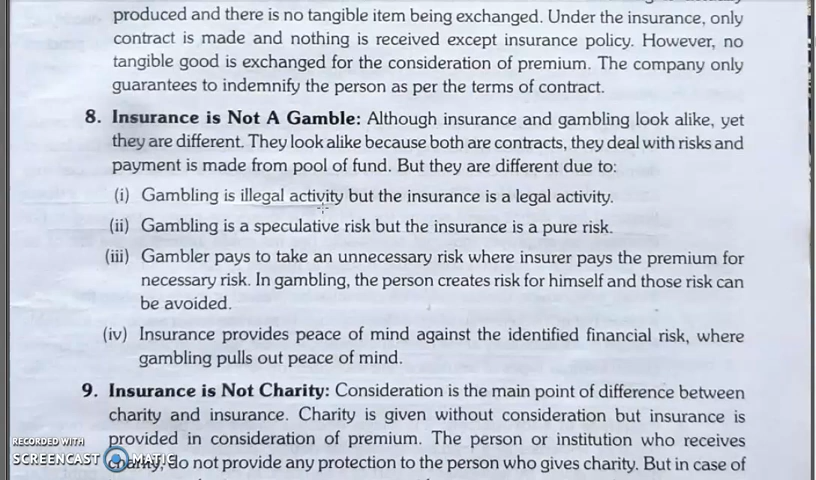 produced and there is no tangible item being exchanged. Under the insurance, only
contract is made and nothing is received except insurance policy. However, no
tangible good is exchanged for the consideration of premium. The company only
guarantees to indemnify the person as per the terms of contract.
8. Insurance is Not A Gamble: Although insurance and gambling look alike, yet
they are different. They look alike because both are contracts, they deal with risks and
payment is made from pool of fund. But they are different due to:
(i) Gambling is illegal activity but the insurance is a legal activity.
(ii) Gambling is a speculative risk but the insurance is a pure risk.
(iii) Gambler pays to take an unnecessary risk where insurer pays the premium for
necessary risk. In gambling, the person creates risk for himself and those risk can
be avoided.
(iv) Insurance provides peace of mind against the identified financial risk, where
gambling pulls out peace of mind.
9. Insurance is Not Charity: Consideration is the main point of difference between
charity and insurance. Charity is given without consideration but insurance is
provided in consideration of premium. The person or institution who receives
do not provide any protection to the person who gives charity. But in case of
RECORDED WITH
SCREENCAST MATIC